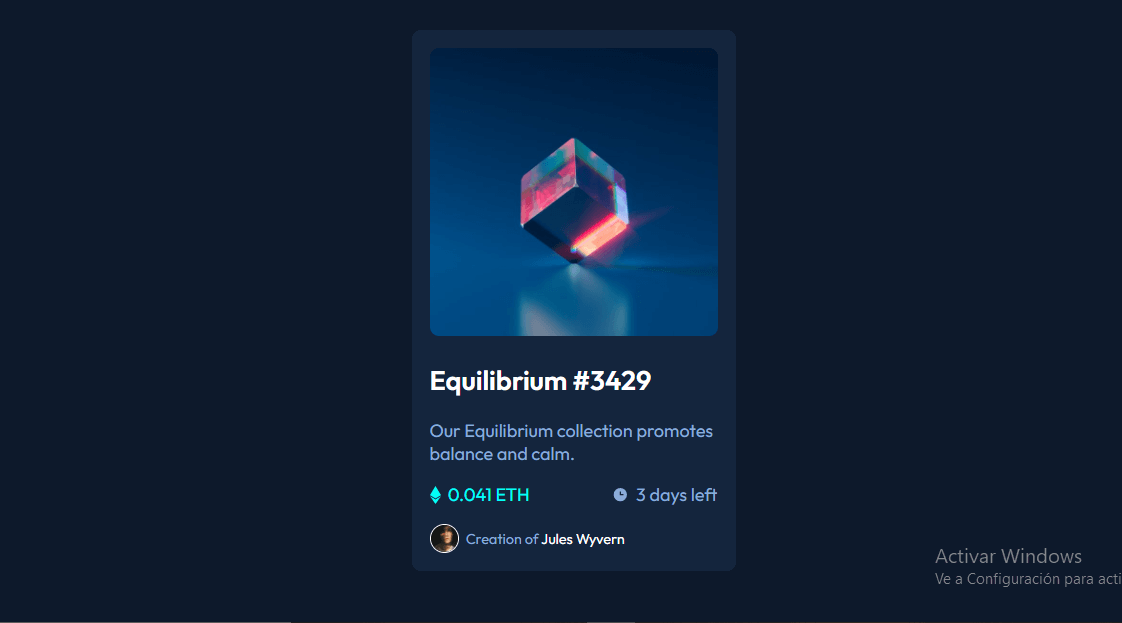 Equilibrium #3429
Our Equilibrium collection promotes
balance and calm.
0.041 ETH
3 days left
Creation of Jules Wyvern
Activar Windows
Ve a Configuración para acti